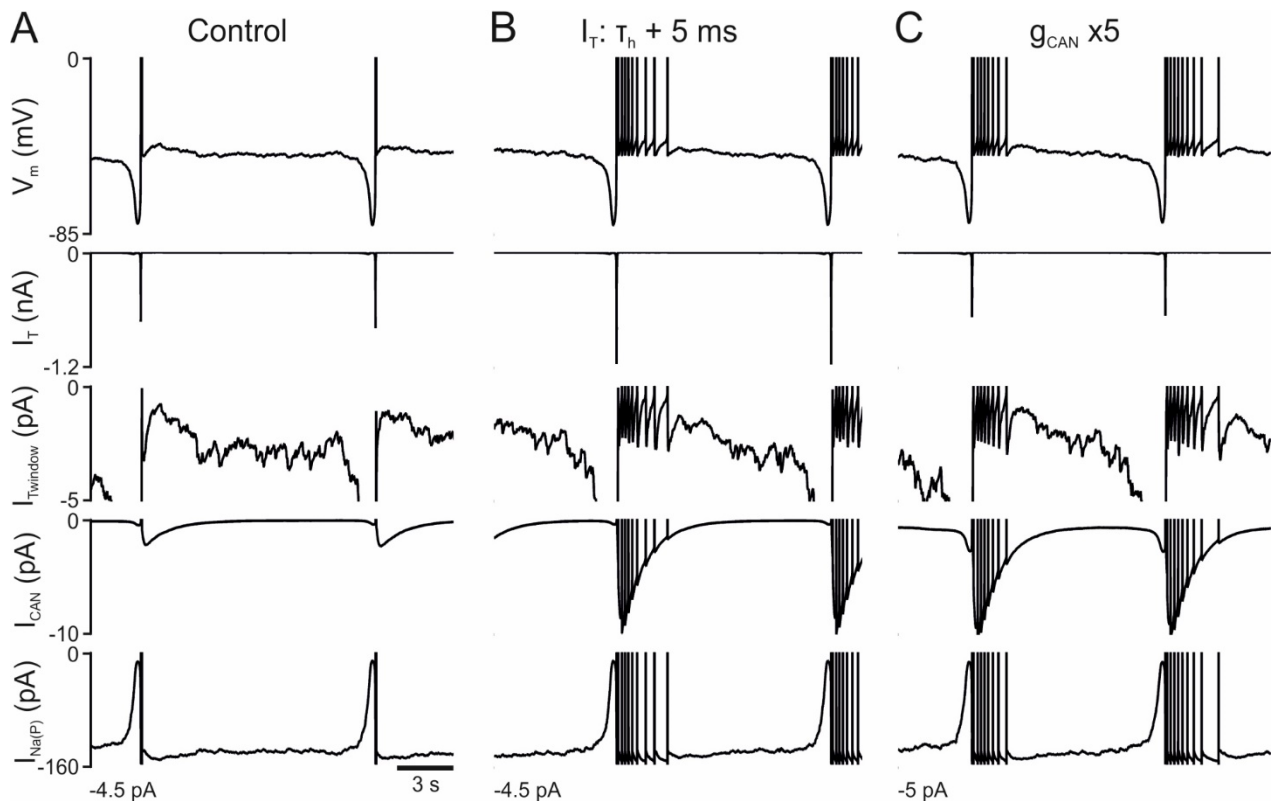 A Control B I_T: τ_h + 5 ms C g_CAN x5
0
V_m (mV)
-85
0
I_T (nA)
-1.2
0
I_Twindow (pA)
-5
0
I_CAN (pA)
-10
0
I_Na(P) (pA)
-160
3 s
-4.5 pA -4.5 pA -5 pA